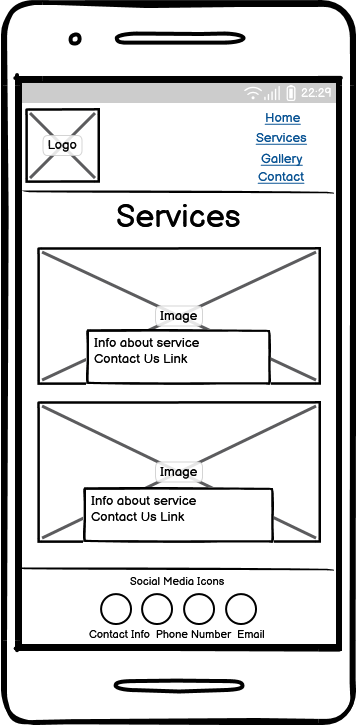 22:29
Logo
Home
Services
Gallery
Contact
Services
Image
Info about service
Contact Us Link
Image
Info about service
Contact Us Link
Social Media Icons
Contact Info Phone Number Email